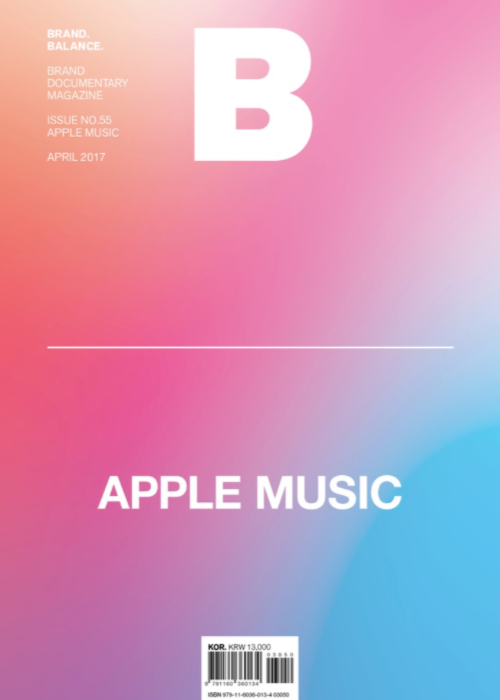 BRAND.
BALANCE.
BRAND
DOCUMENTARY
MAGAZINE
ISSUE NO.55
APPLE MUSIC
APRIL 2017
B
APPLE MUSIC
KOR. KRW 13,000
03050
9 791160 360134
ISBN 979-11-6036-013-4 03050